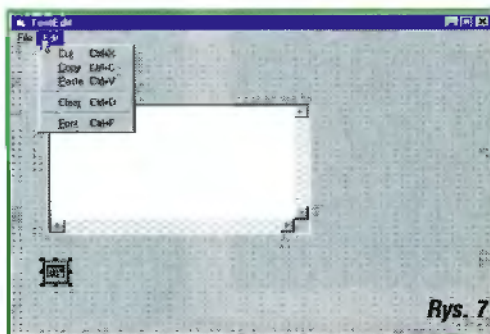 TextEdit
File Edit
Cut Ctrl+X
Copy Ctrl+C
Paste Ctrl+V
Clear Ctrl+D
Font Ctrl+F
Rys. 7